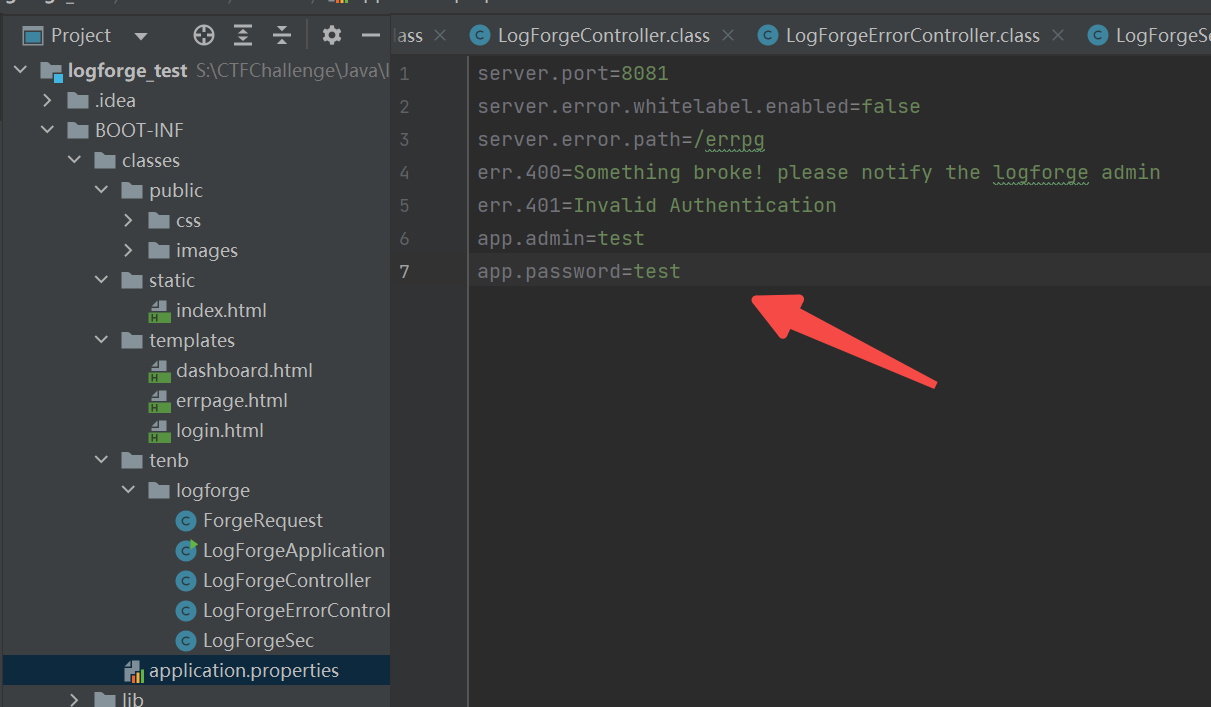 Project
logforge_test S:\CTFChallenge\Java\l
.idea
BOOT-INF
classes
public
css
images
static
index.html
templates
dashboard.html
errpage.html
login.html
tenb
logforge
ForgeRequest
LogForgeApplication
LogForgeController
LogForgeErrorControl
LogForgeSec
application.properties
lib
lass LogForgeController.class LogForgeErrorController.class LogForgeSe
1 server.port=8081
2 server.error.whitelabel.enabled=false
3 server.error.path=/errpg
4 err.400=Something broke! please notify the logforge admin
5 err.401=Invalid Authentication
6 app.admin=test
7 app.password=test